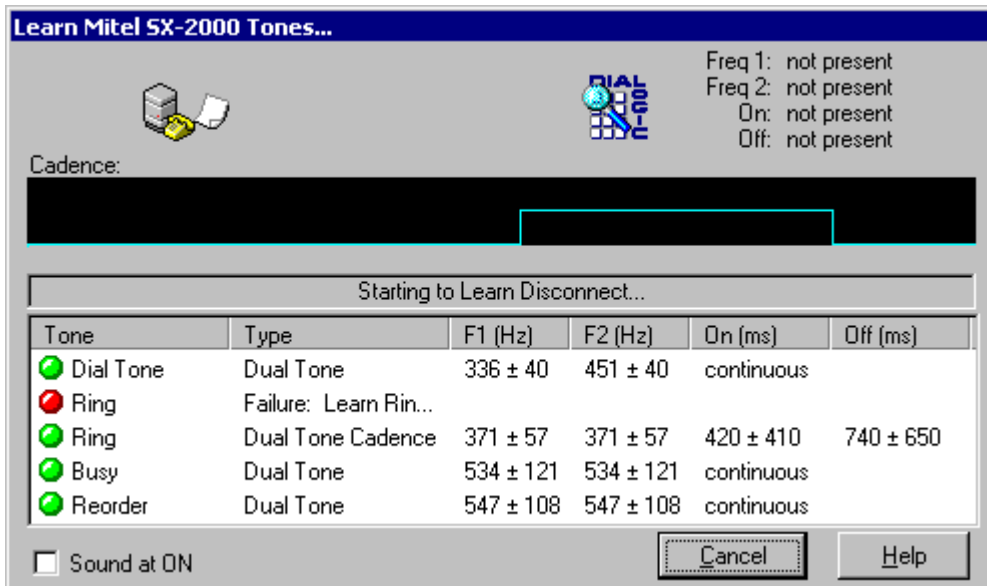 Learn Mitel SX-2000 Tones...
DIAL
OGIC
Freq 1: not present
Freq 2: not present
On: not present
Off: not present
Cadence:
Starting to Learn Disconnect...
Tone Type F1 (Hz) F2 (Hz) On (ms) Off (ms)
Dial Tone Dual Tone 336 ± 40 451 ± 40 continuous
Ring Failure: Learn Rin...
Ring Dual Tone Cadence 371 ± 57 371 ± 57 420 ± 410 740 ± 650
Busy Dual Tone 534 ± 121 534 ± 121 continuous
Reorder Dual Tone 547 ± 108 547 ± 108 continuous
Sound at ON
Cancel
Help